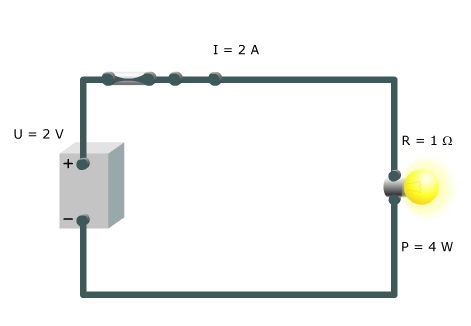 I = 2 A
U = 2 V
R = 1 Ω
+
−
P = 4 W